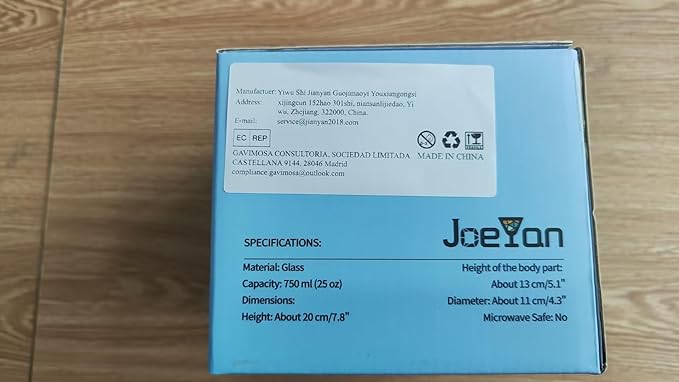 Manufactuer: Yiwu Shi Jianyan Guojimaoyi Youxiangongsi
Address: xijingcun 152hao 301shi, niansanlijiedao, Yi
wu, Zhejiang, 322000, China.
E-mail: service@jianyan2018.com
EC REP
GAVIMOSA CONSULTORIA, SOCIEDAD LIMITADA
CASTELLANA 9144, 28046 Madrid
compliance.gavimosa@outlook.com
MADE IN CHINA
JoeYan
SPECIFICATIONS:
Material: Glass
Capacity: 750 ml (25 oz)
Dimensions:
Height: About 20 cm/7.8"
Height of the body part:
About 13 cm/5.1"
Diameter: About 11 cm/4.3"
Microwave Safe: No